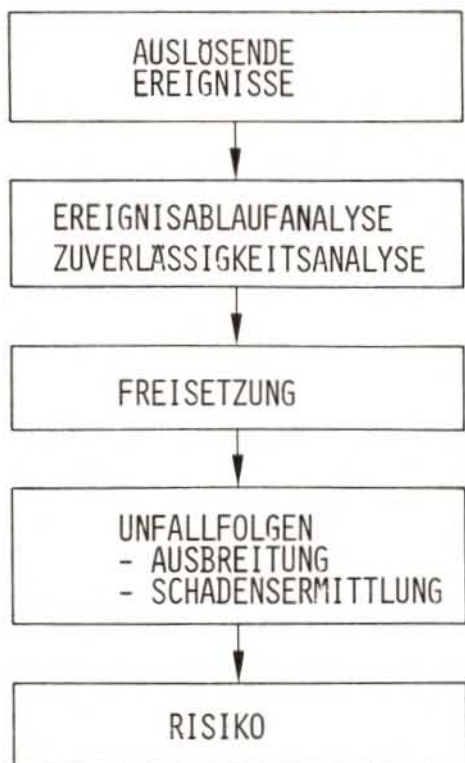 AUSLÖSENDE
EREIGNISSE
EREIGNISABLAUFANALYSE
ZUVERLÄSSIGKEITSANALYSE
FREISETZUNG
UNFALLFOLGEN
- AUSBREITUNG
- SCHADENSERMITTLUNG
RISIKO